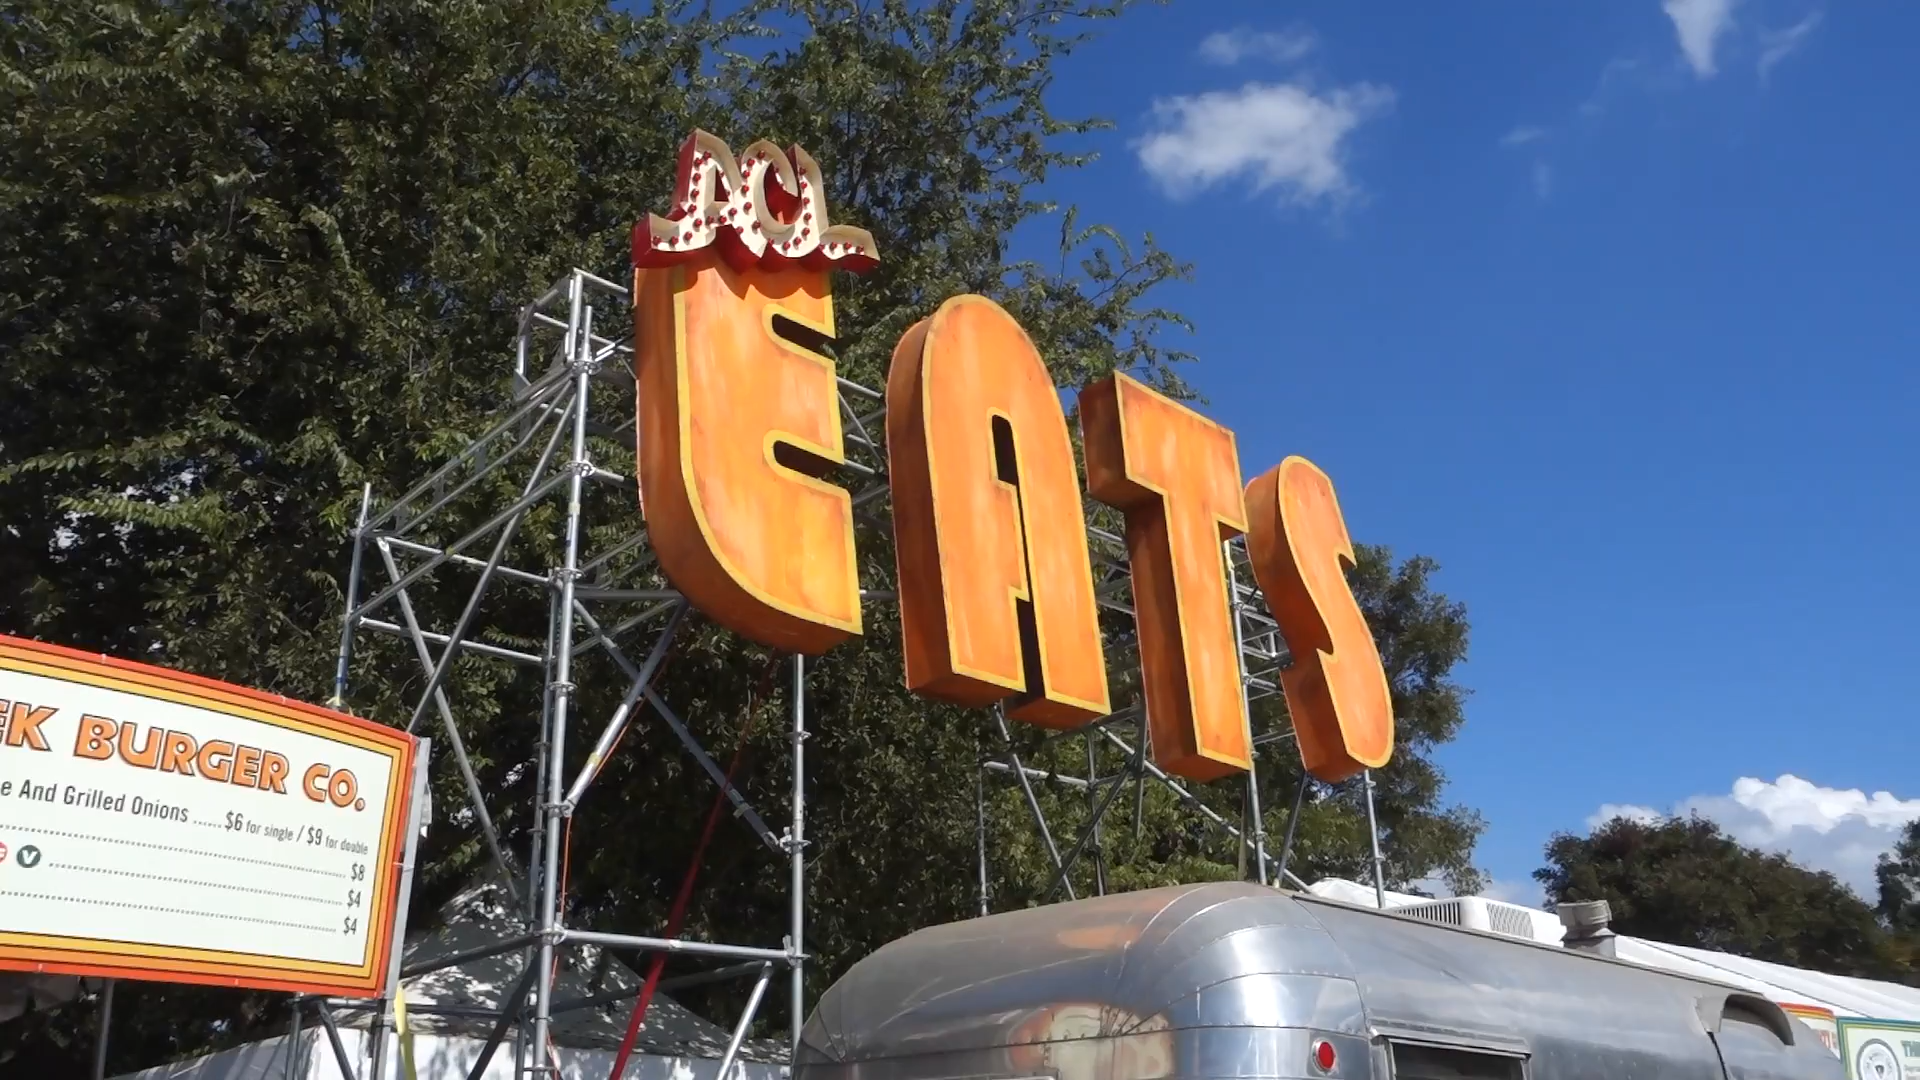 ACL
EATS
EK BURGER CO.
e And Grilled Onions ...... $6 for single / $9 for double
V $8
$4
$4